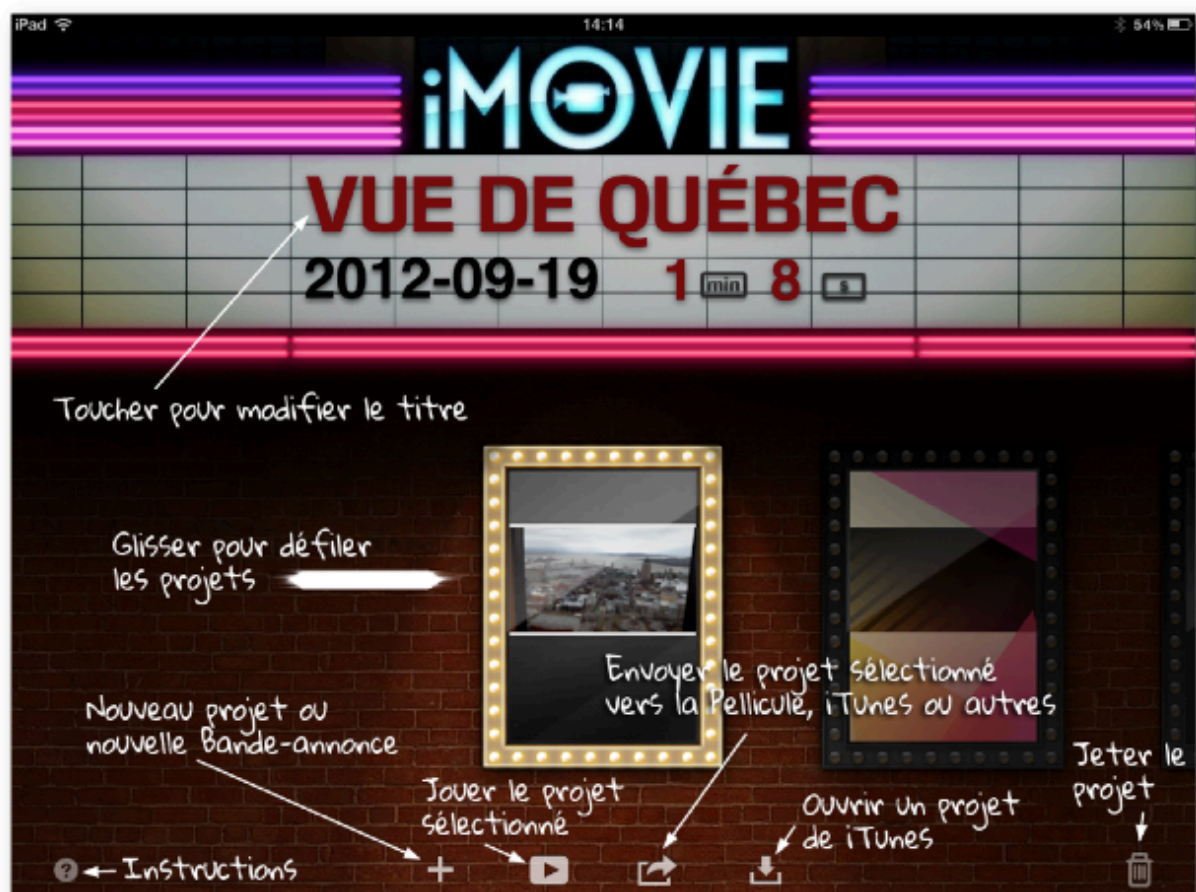 iPad 14:14 54%
iMOVIE
VUE DE QUÉBEC
2012-09-19 1 min 8 s
Toucher pour modifier le titre
Glisser pour défiler
les projets
Envoyer le projet sélectionné
vers la Pellicule, iTunes ou autres
Nouveau projet ou
nouvelle Bande-annonce
Jouer le projet
sélectionné
Ouvrir un projet
de iTunes
Jeter le
projet
? Instructions